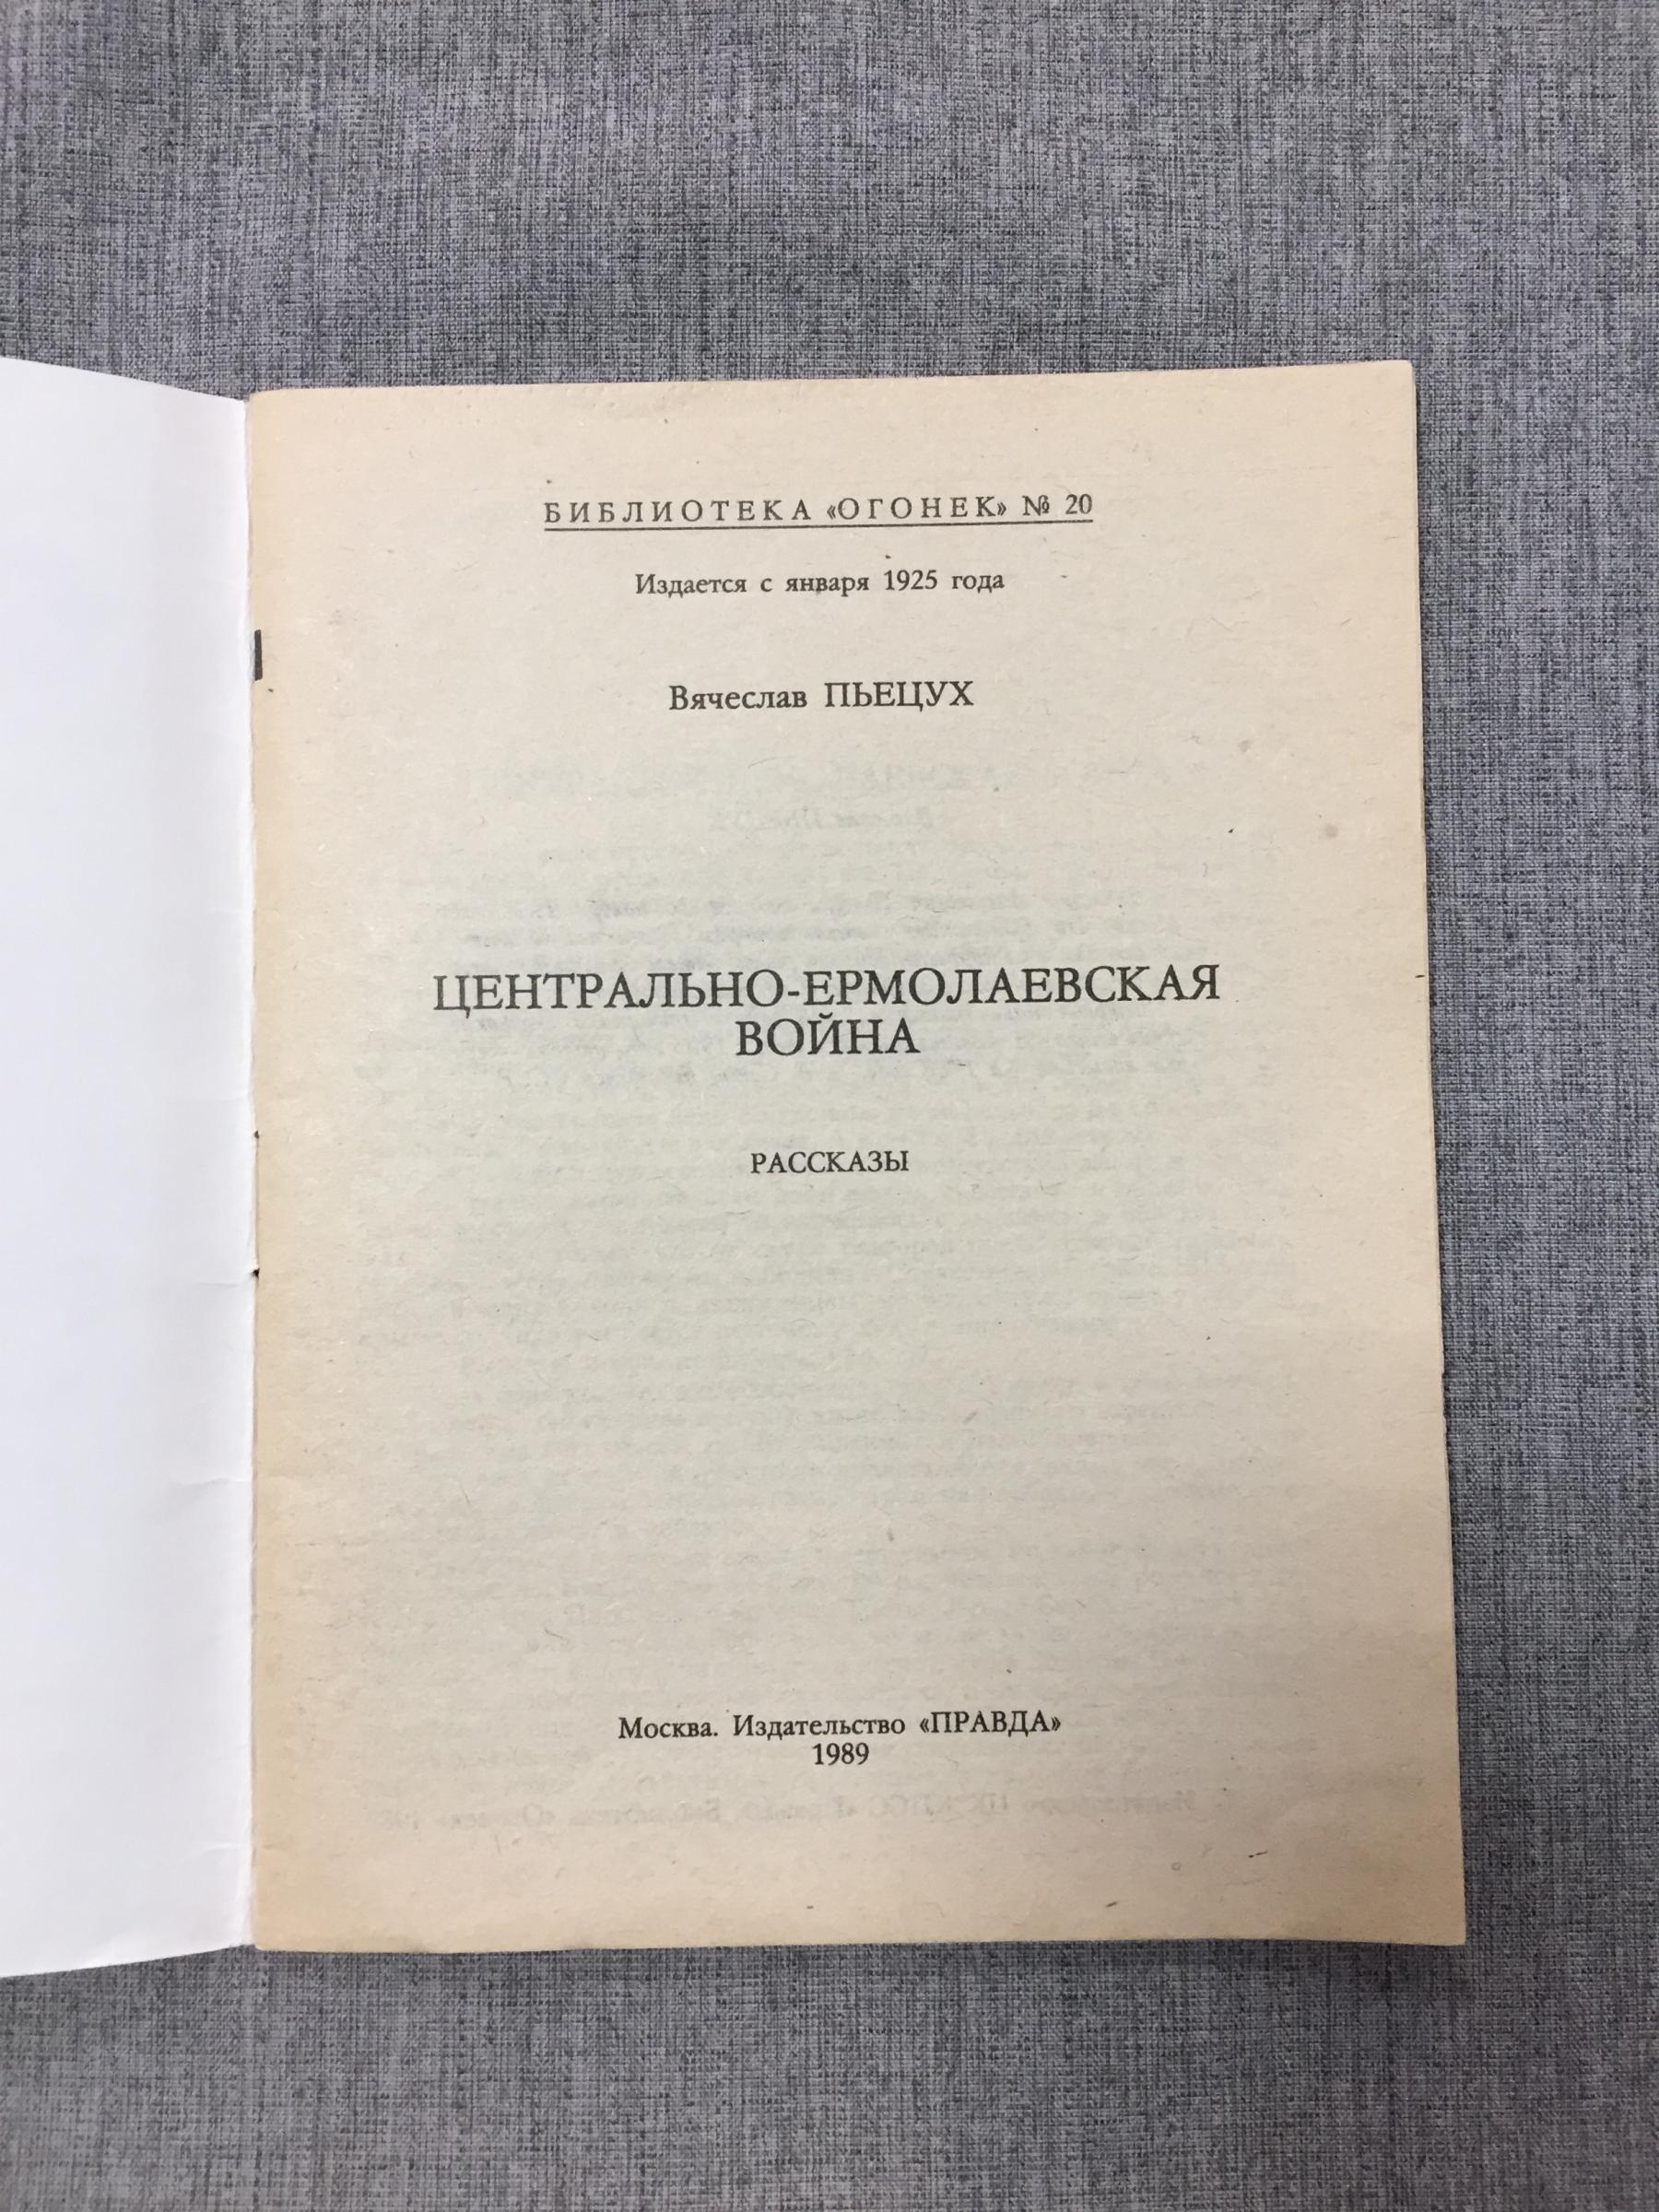 БИБЛИОТЕКА «ОГОНЕК» № 20
Издается с января 1925 года
Вячеслав ПЬЕЦУХ
ЦЕНТРАЛЬНО-ЕРМОЛАЕВСКАЯ
ВОЙНА
РАССКАЗЫ
Москва. Издательство «ПРАВДА»
1989